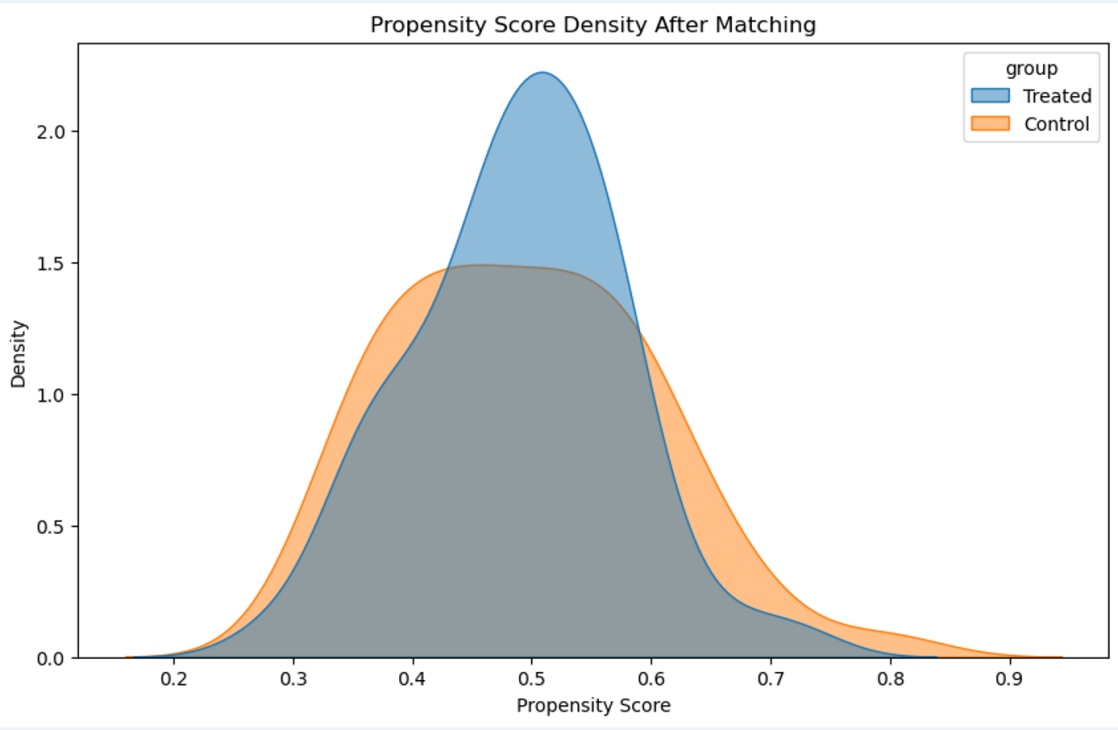 Propensity Score Density After Matching
group
Treated
Control
2.0
1.5
1.0
0.5
0.0
Density
0.2 0.3 0.4 0.5 0.6 0.7 0.8 0.9
Propensity Score